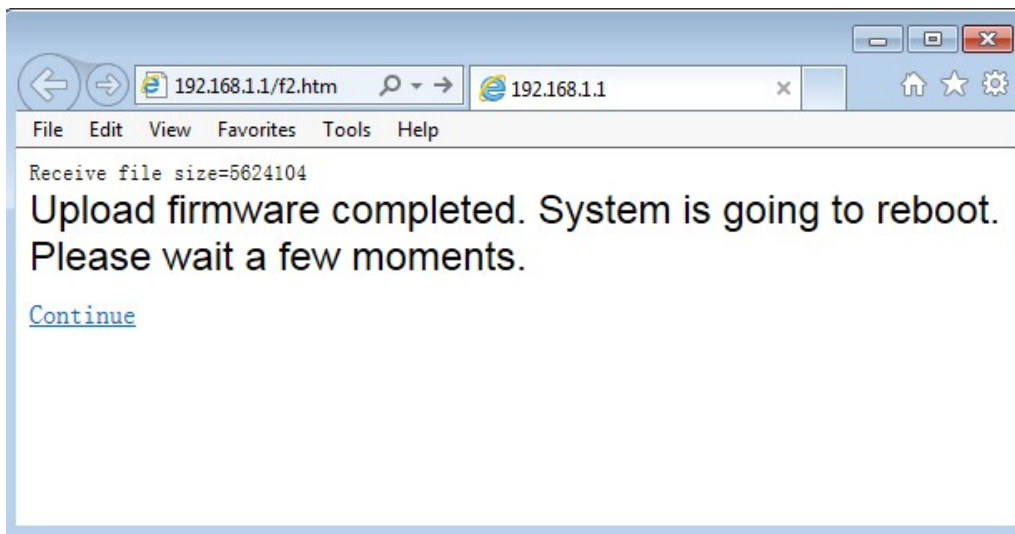 192.168.1.1/f2.htm
192.168.1.1
File Edit View Favorites Tools Help
Receive file size=5624104
Upload firmware completed. System is going to reboot.
Please wait a few moments.
Continue